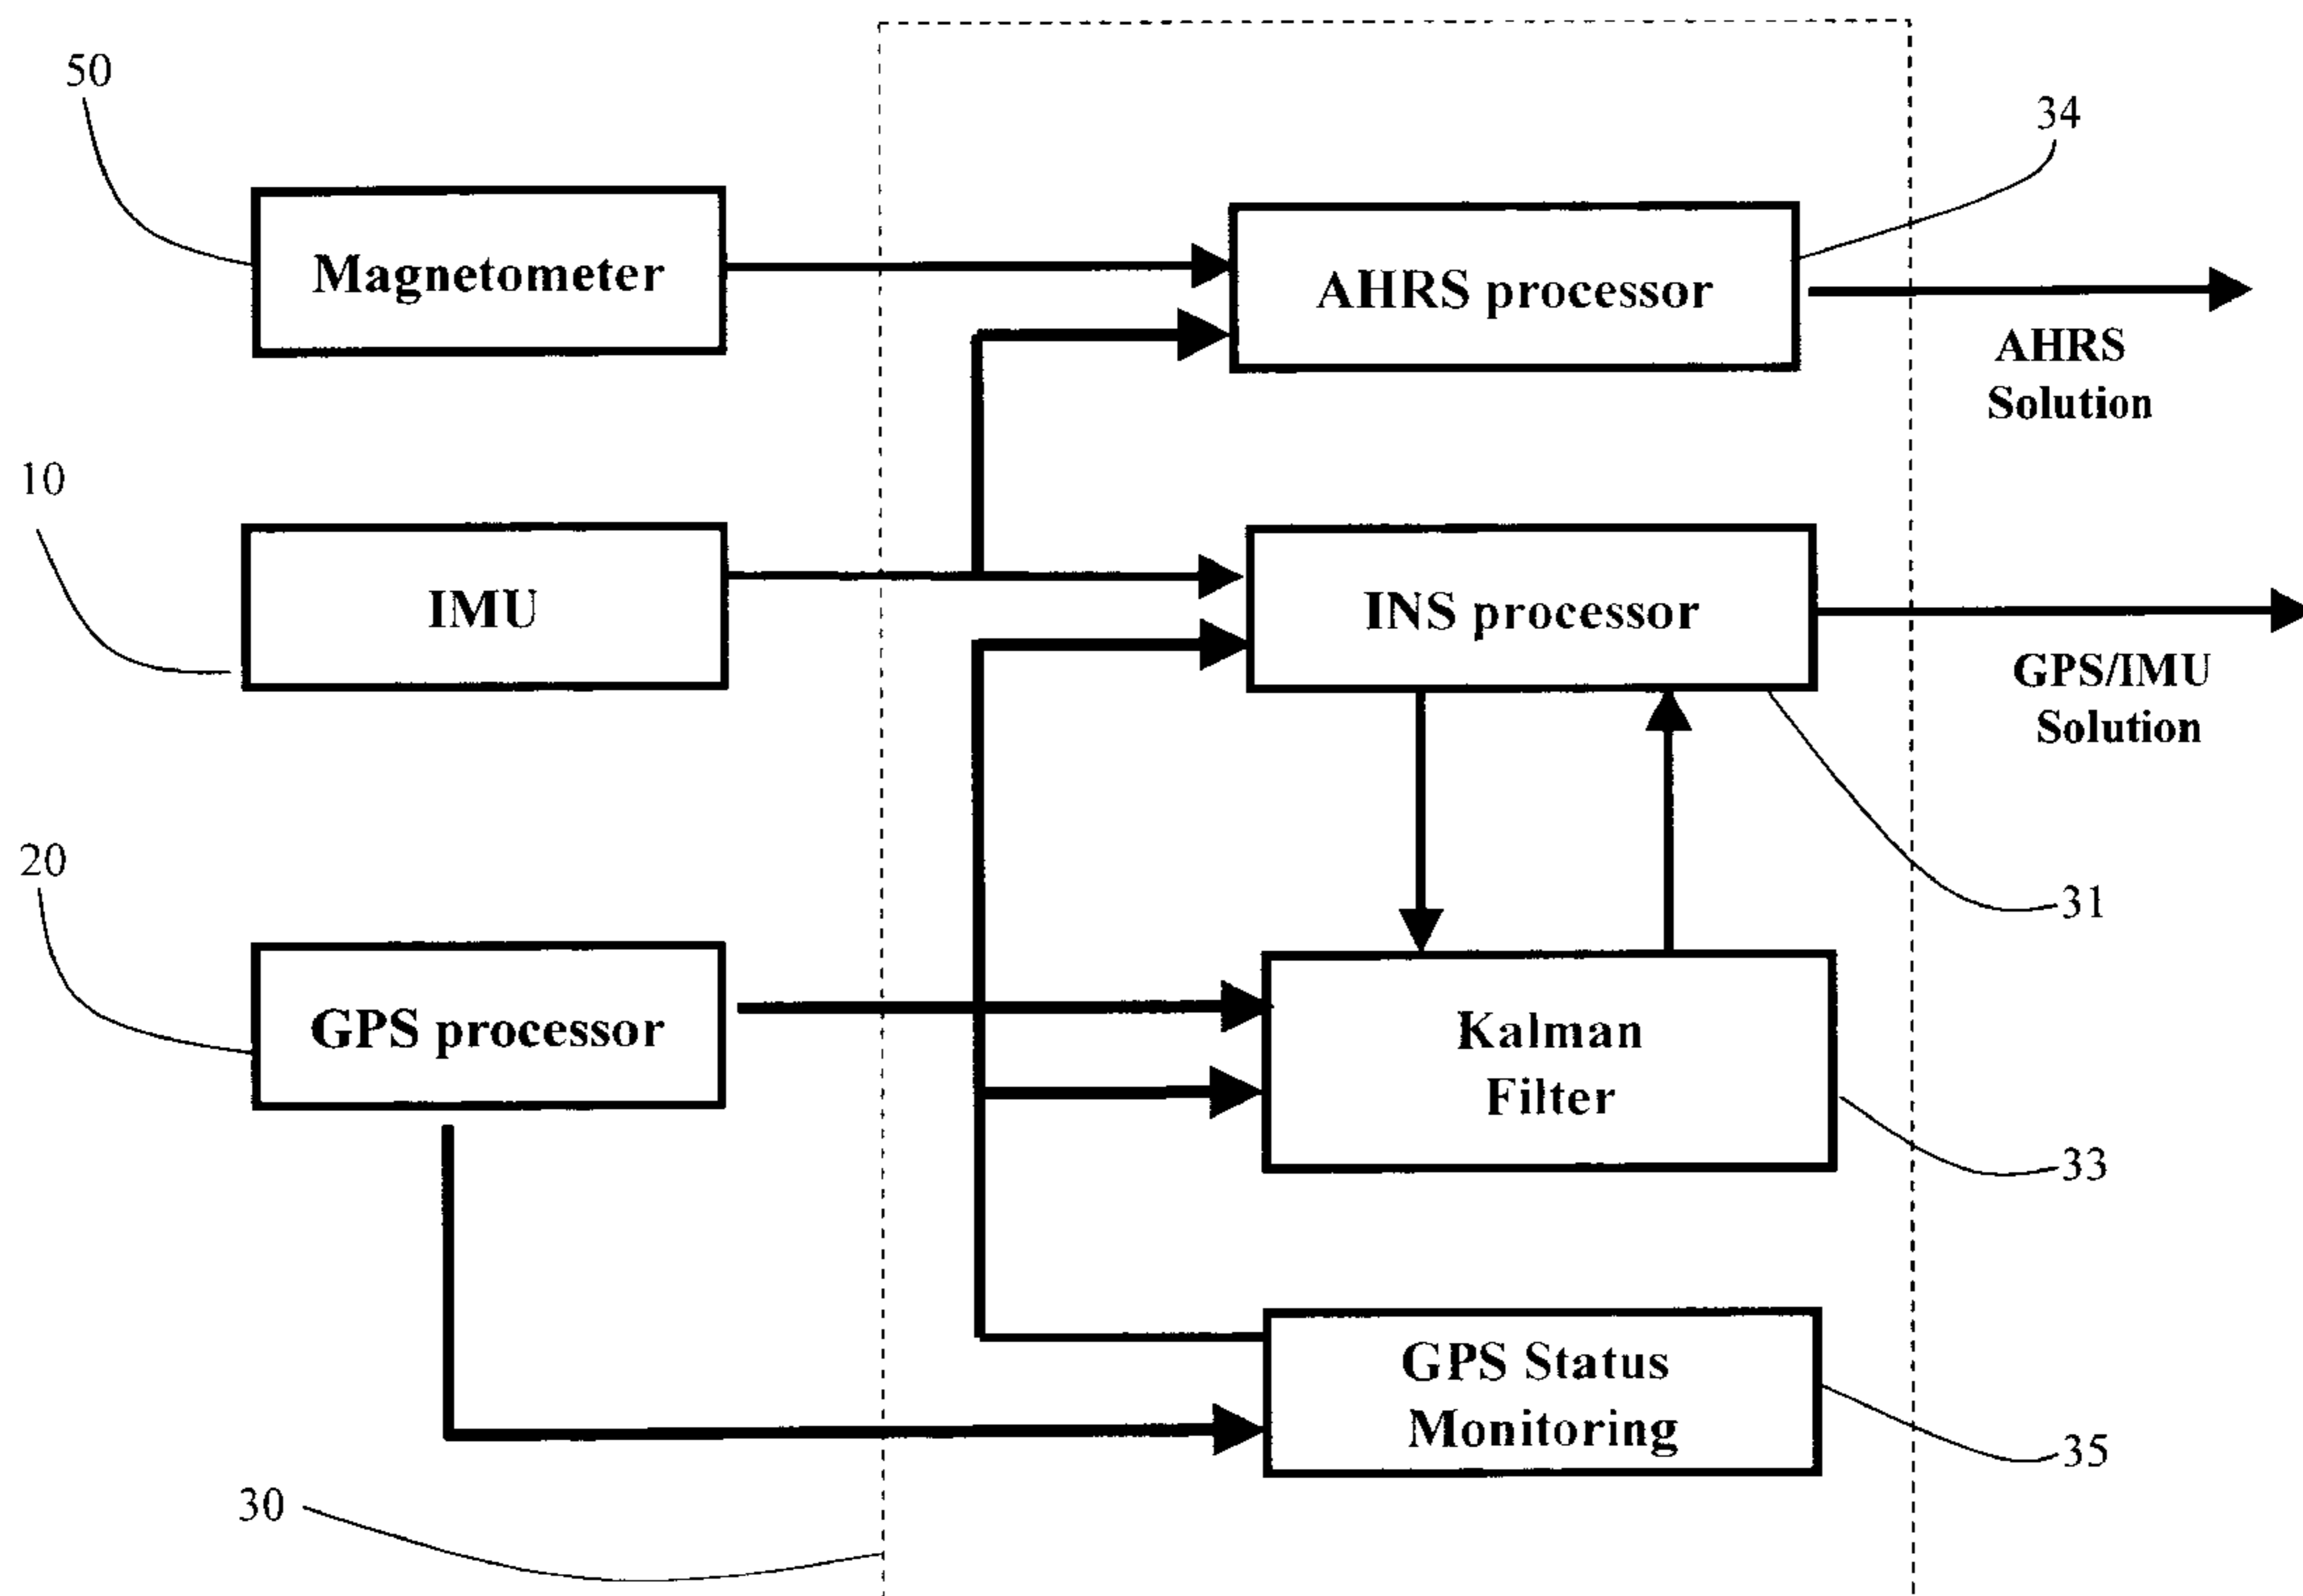 50
34
Magnetometer
AHRS processor
AHRS
Solution
10
IMU
INS processor
GPS/IMU
Solution
20
31
GPS processor
Kalman
Filter
33
GPS Status
Monitoring
35
30